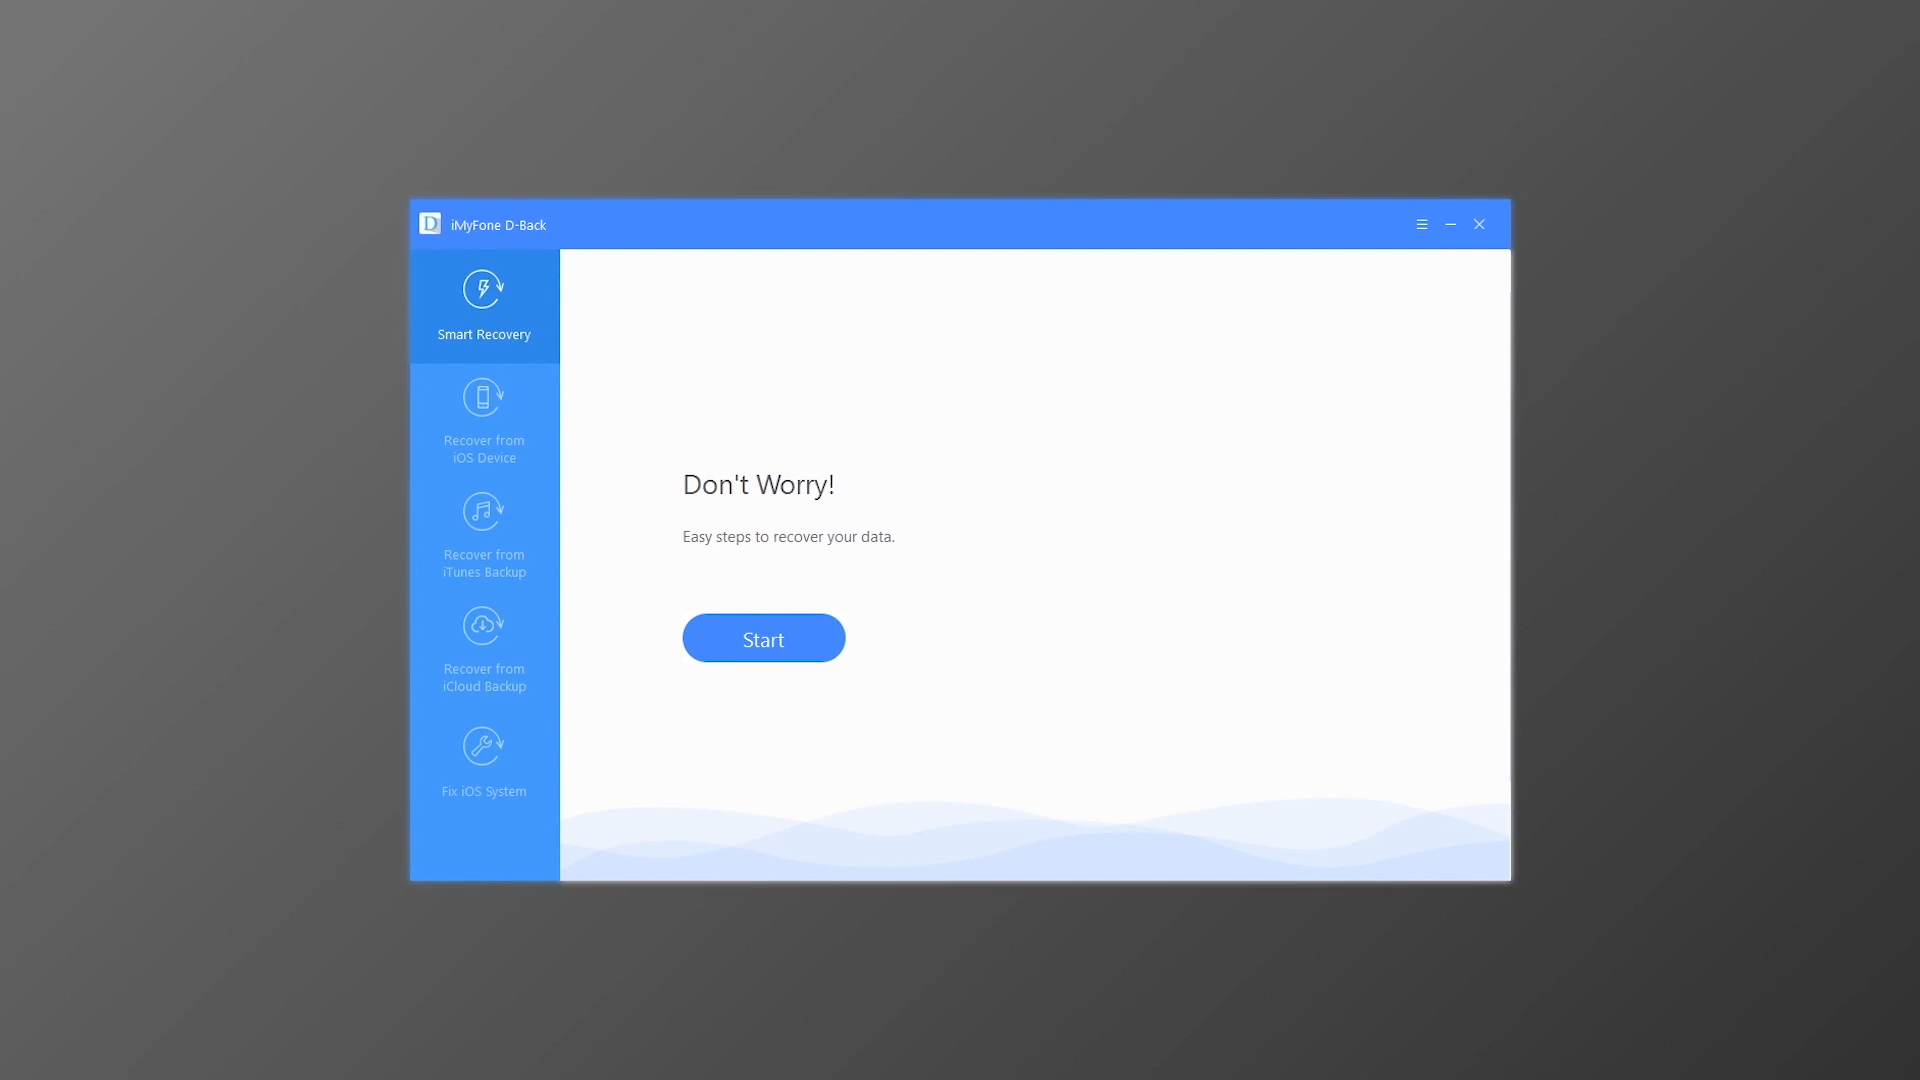 D iMyFone D-Back
Smart Recovery
Recover from
iOS Device
Recover from
iTunes Backup
Recover from
iCloud Backup
Fix iOS System
Don't Worry!
Easy steps to recover your data.
Start